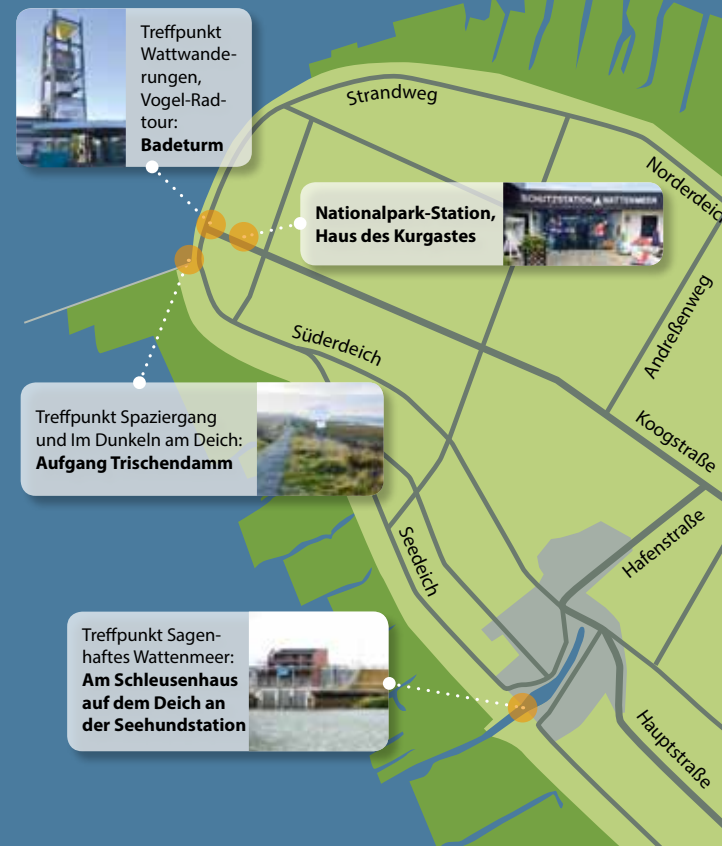 Treffpunkt
Wattwande-
rungen,
Vogel-Rad-
tour:
Badeturm
Strandweg
Norderdeich
Nationalpark-Station,
Haus des Kurgastes
SCHUTZSTATION WATTENMEER
Andreßenweg
Süderdeich
Treffpunkt Spaziergang
und Im Dunkeln am Deich:
Aufgang Trischendamm
Koogstraße
Hafenstraße
Seedeich
Treffpunkt Sagen-
haftes Wattenmeer:
Am Schleusenhaus
auf dem Deich an
der Seehundstation
Hauptstraße